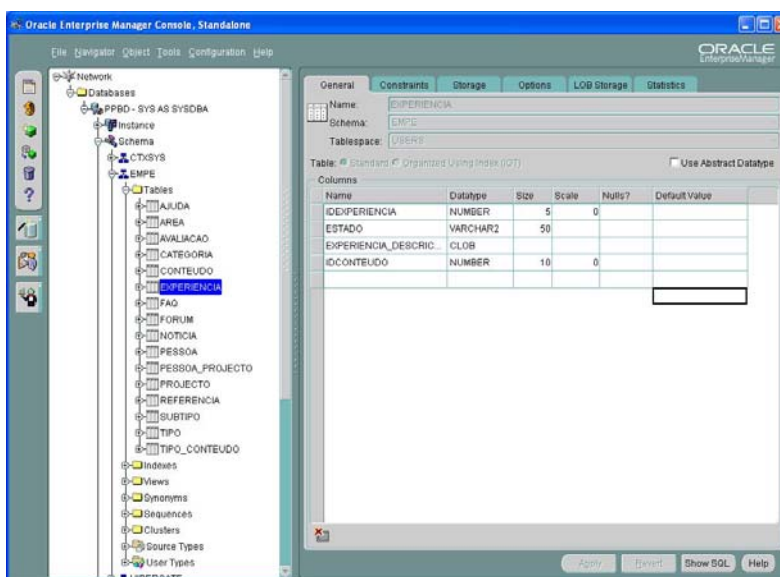 Oracle Enterprise Manager Console, Standalone
File Navigator Object Tools Configuration Help
ORACLE
EnterpriseManager
Network
Databases
PPBD - SYS AS SYSDBA
Instance
Schema
CTXSYS
EMPE
Tables
AJUDA
AREA
AVALIACAO
CATEGORIA
CONTEUDO
EXPERIENCIA
FAQ
FORUM
NOTICIA
PESSOA
PESSOA_PROJECTO
PROJECTO
REFERENCIA
SUBTIPO
TIPO
TIPO_CONTEUDO
Indexes
Views
Synonyms
Sequences
Clusters
Source Types
User Types
General Constraints Storage Options LOB Storage Statistics
Name: EXPERIENCIA
Schema: EMPE
Tablespace: USERS
Table: Standard Organized Using Index (IOT) Use Abstract Datatype
Columns
Name Datatype Size Scale Nulls? Default Value
IDEXPERIENCIA NUMBER 5 0
ESTADO VARCHAR2 50
EXPERIENCIA_DESCRIC... CLOB
IDCONTEUDO NUMBER 10 0
Apply Revert Show SQL Help